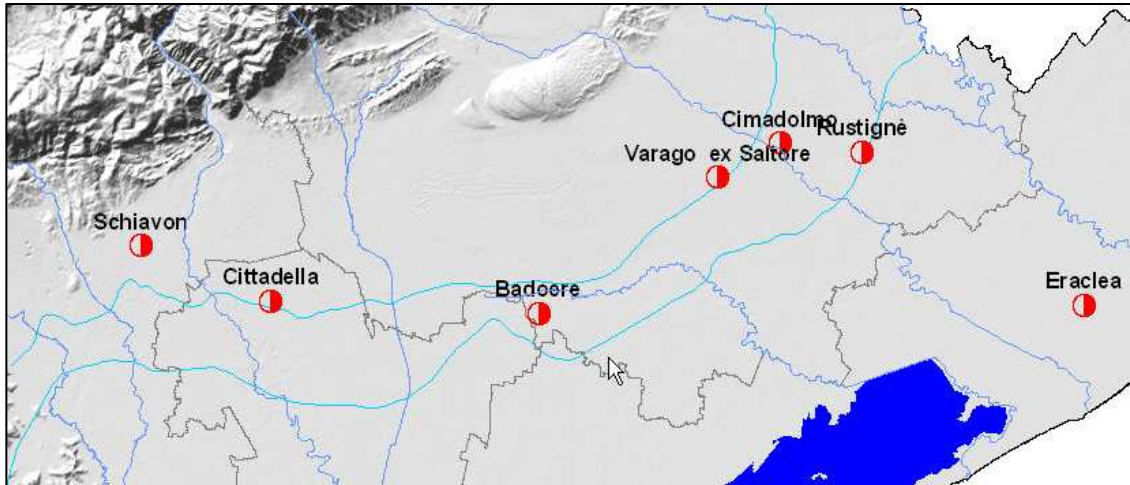 Cimadolmo
Rustignè
Varago ex Saltore
Schiavon
Cittadella
Badoere
Eraclea